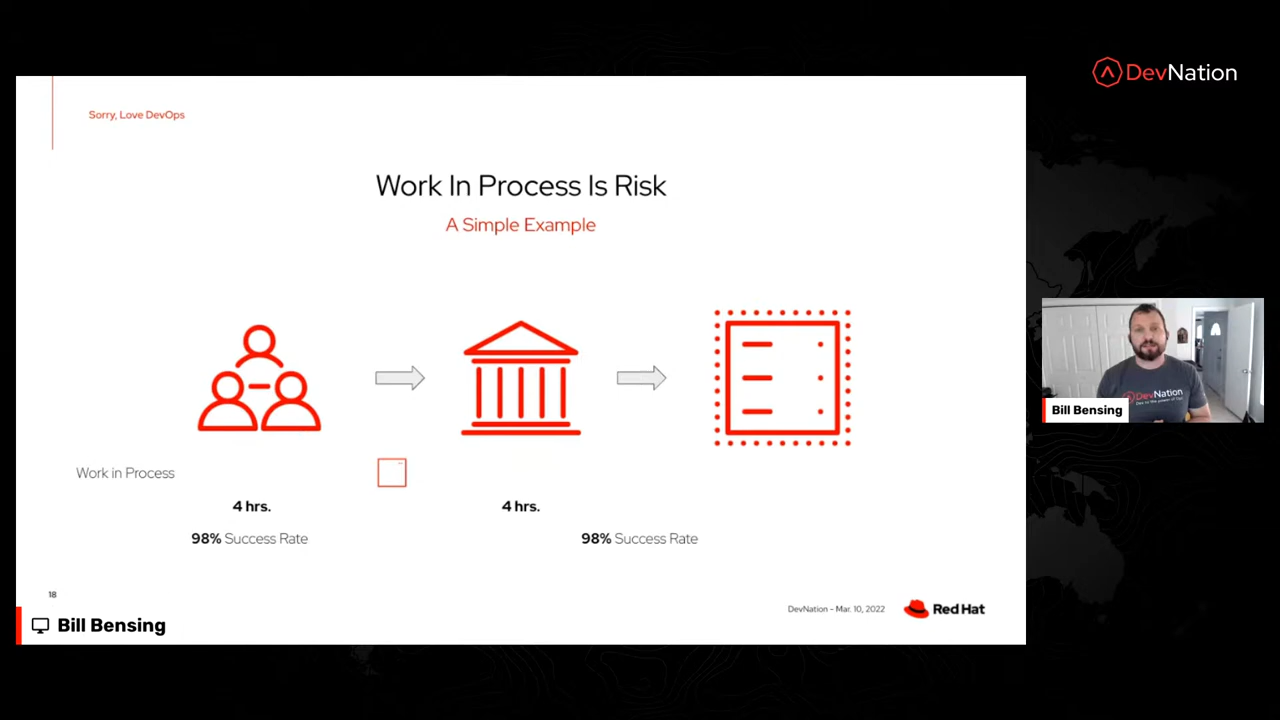 DevNation
Sorry, Love DevOps
Work In Process Is Risk
A Simple Example
Work in Process
4 hrs.
4 hrs.
98% Success Rate
98% Success Rate
18
DevNation - Mar. 10, 2022
Red Hat
Bill Bensing
DevNation
Bill Bensing